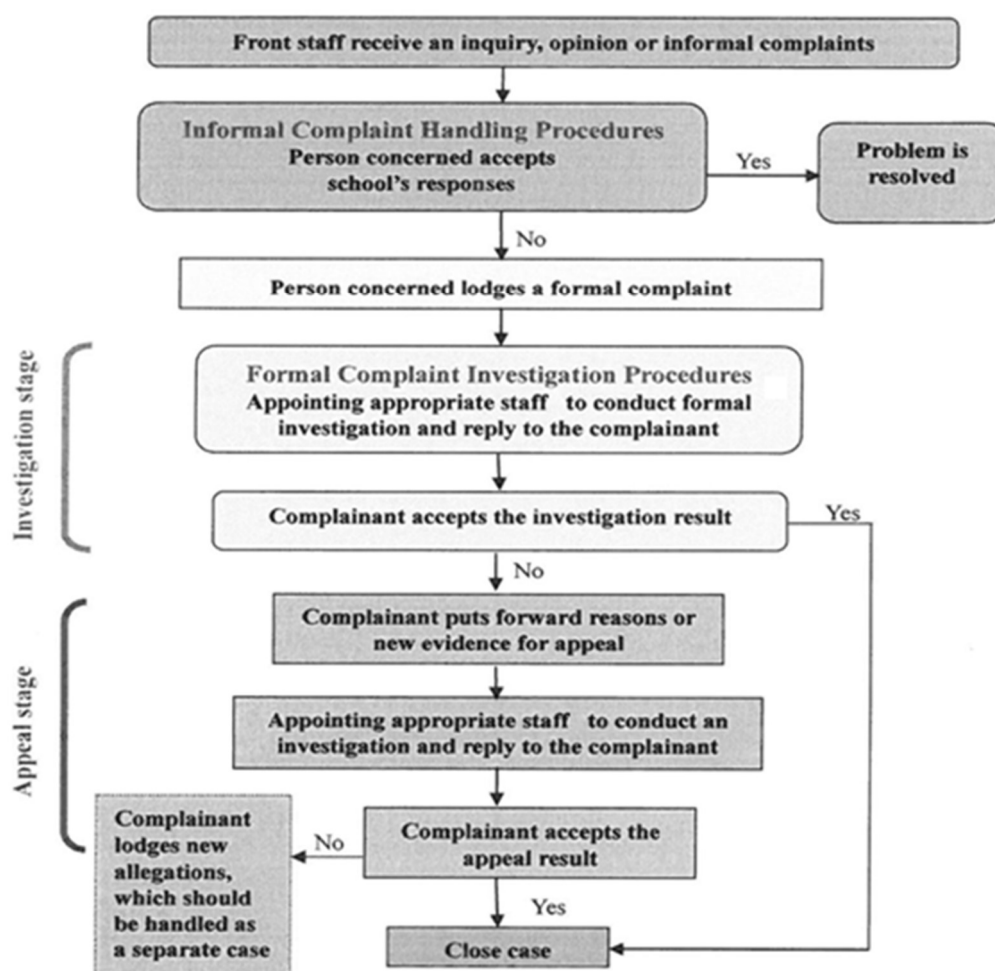 Front staff receive an inquiry, opinion or informal complaints
Informal Complaint Handling Procedures
Person concerned accepts
school's responses
Yes
Problem is
resolved
No
Person concerned lodges a formal complaint
Investigation stage
Formal Complaint Investigation Procedures
Appointing appropriate staff to conduct formal
investigation and reply to the complainant
Complainant accepts the investigation result
Yes
No
Appeal stage
Complainant puts forward reasons or
new evidence for appeal
Appointing appropriate staff to conduct an
investigation and reply to the complainant
Complainant accepts the
appeal result
No
Complainant
lodges new
allegations,
which should
be handled as
a separate case
Yes
Close case